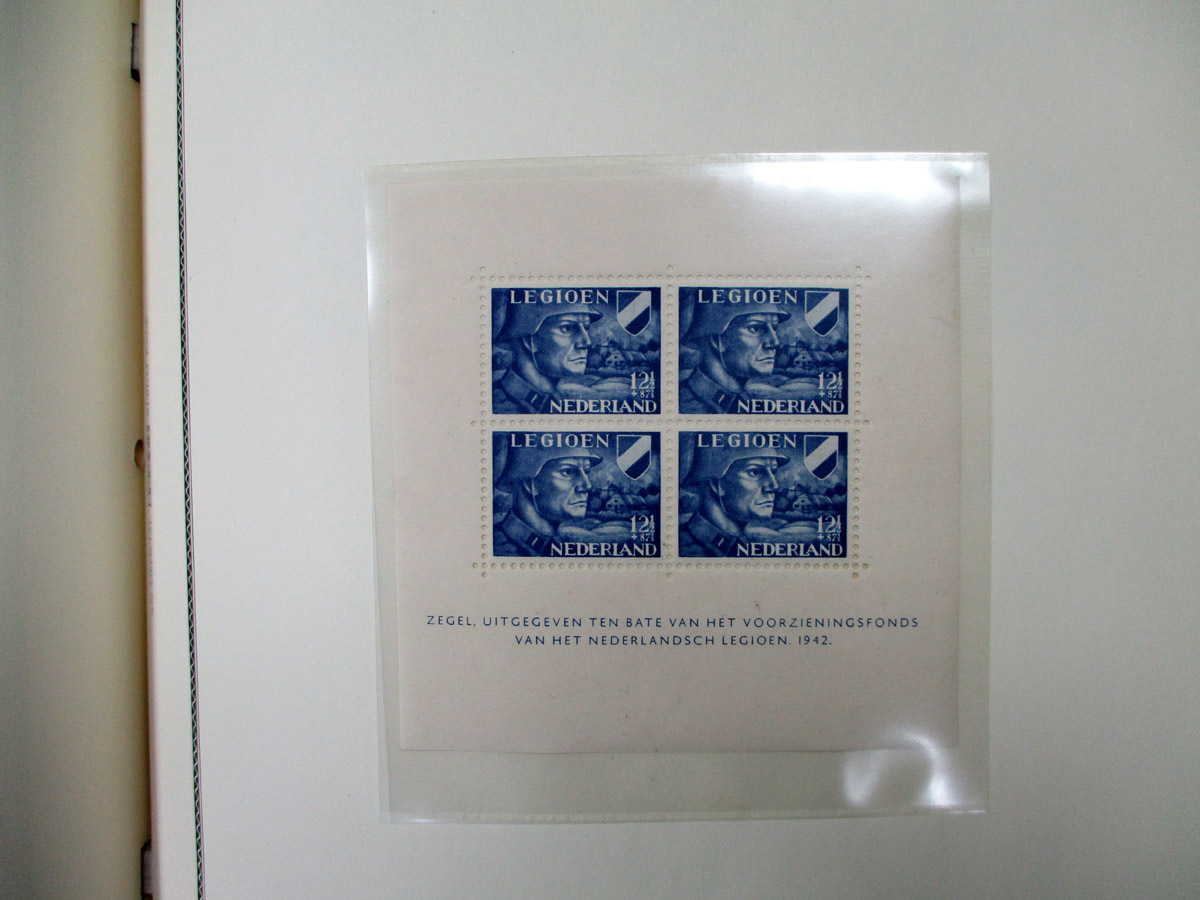 LEGIOEN
12½
+ 87½
NEDERLAND
LEGIOEN
12½
+ 87½
NEDERLAND
LEGIOEN
12½
+ 87½
NEDERLAND
LEGIOEN
12½
+ 87½
NEDERLAND
ZEGEL, UITGEGEVEN TEN BATE VAN HET VOORZIENINGSFONDS
VAN HET NEDERLANDSCH LEGIOEN. 1942.